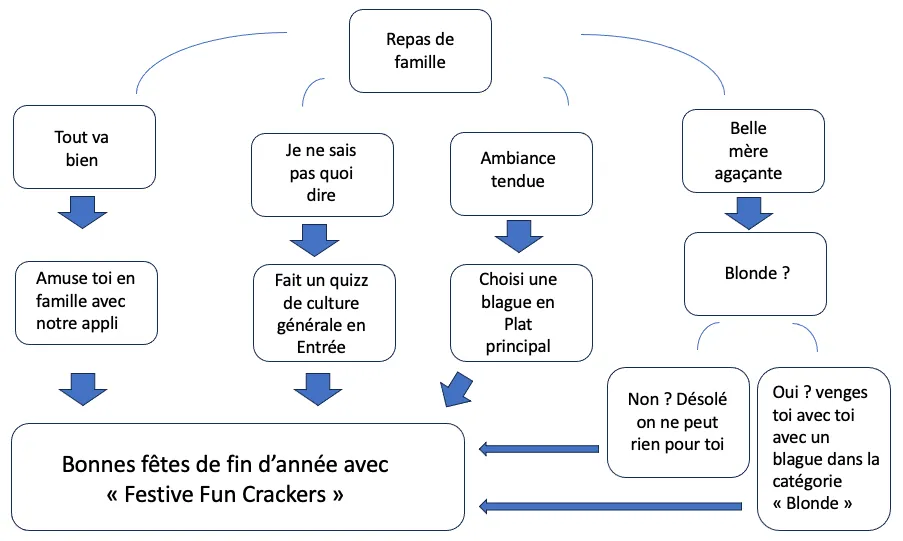 Repas de
famille
Tout va
bien
Je ne sais
pas quoi
dire
Ambiance
tendue
Belle
mère
agaçante
Amuse toi en
famille avec
notre appli
Fait un quizz
de culture
générale en
Entrée
Choisi une
blague en
Plat
principal
Blonde ?
Non ? Désolé
on ne peut
rien pour toi
Oui ? venges
toi avec toi
avec un
blague dans la
catégorie
« Blonde »
Bonnes fêtes de fin d’année avec
« Festive Fun Crackers »